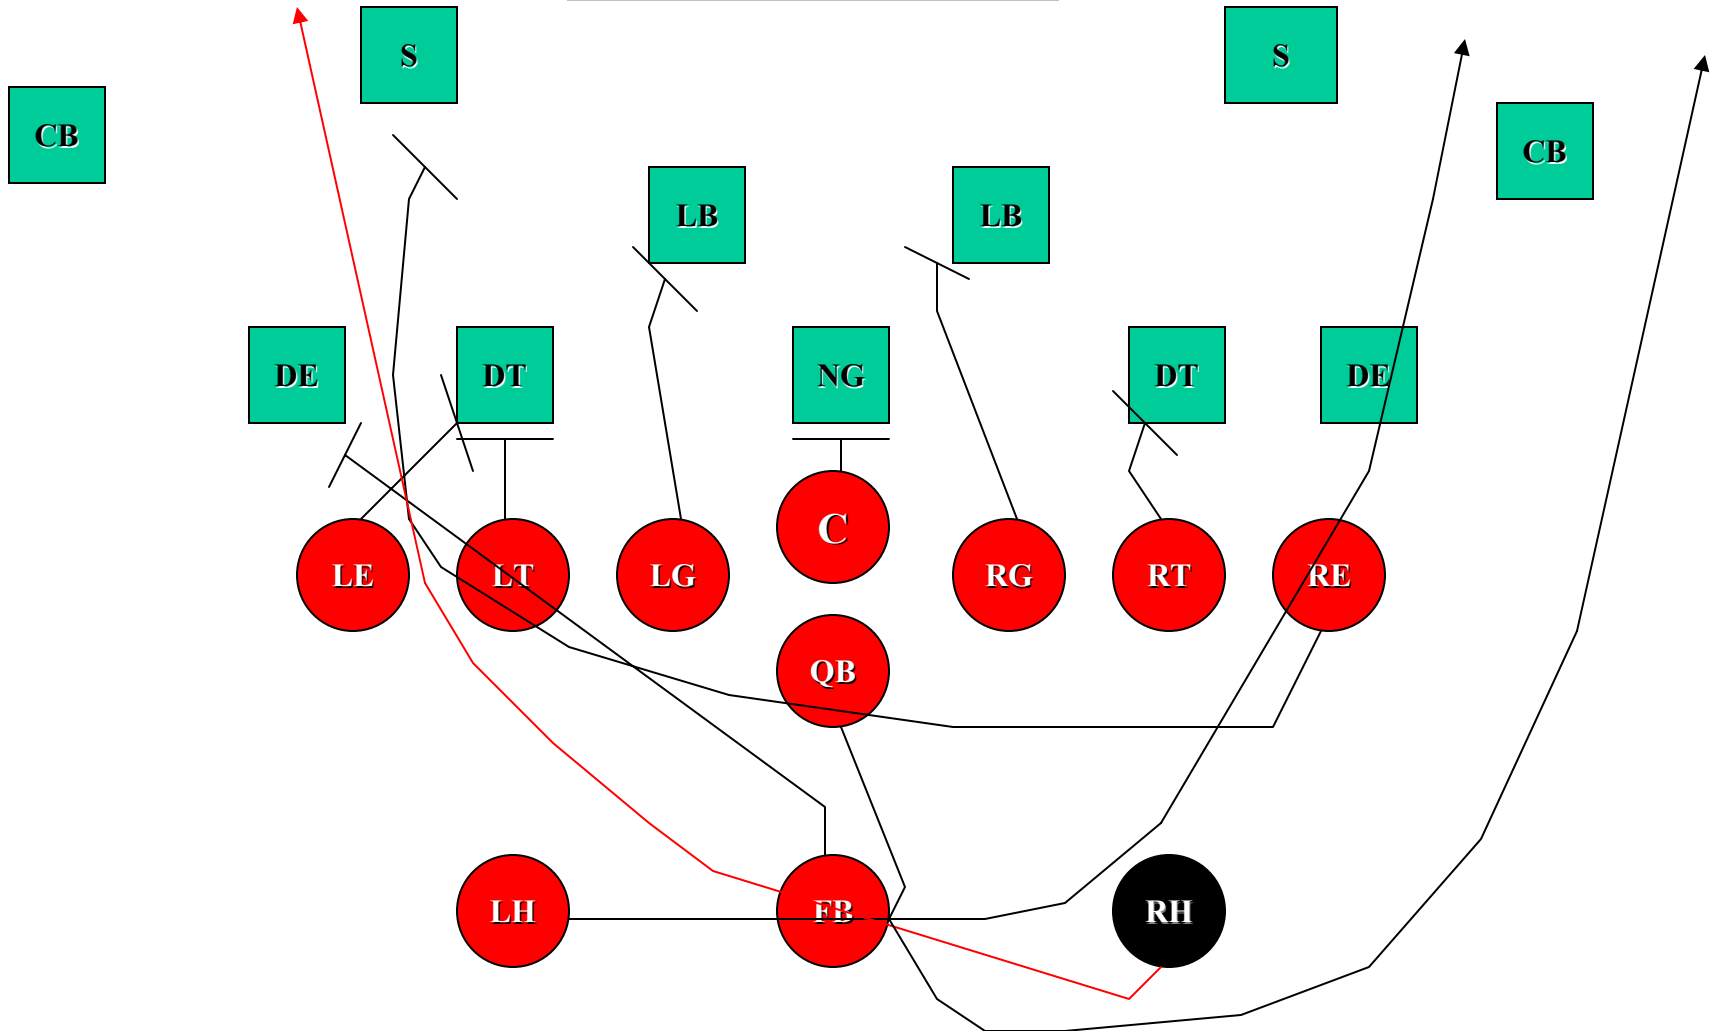 S
S
CB
CB
LB
LB
DE
DT
NG
DT
DE
C
LE
LT
LG
RG
RT
RE
QB
LH
FB
RH